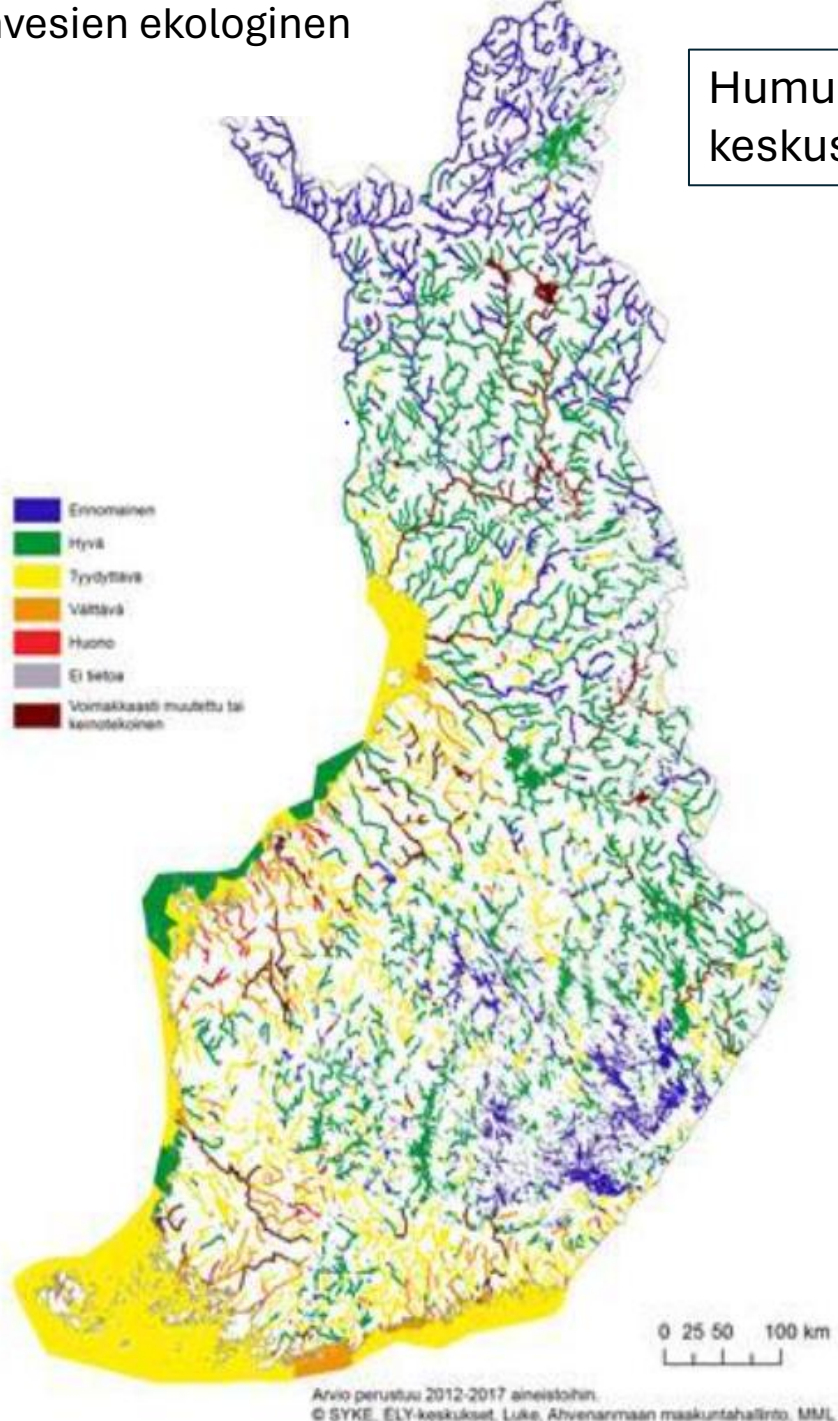 vesien ekologinen
Humu
keskus
Erinomainen
Hyvä
Tyydyttävä
Välttävä
Huono
Ei tietoa
Voimakkaasti muutettu tai
keinotekoinen
0 25 50 100 km
Arvio perustuu 2012-2017 aineistoihin.
© SYKE, ELY-keskukset, Luke, Ahvenanmaan maakuntahallinto, MML